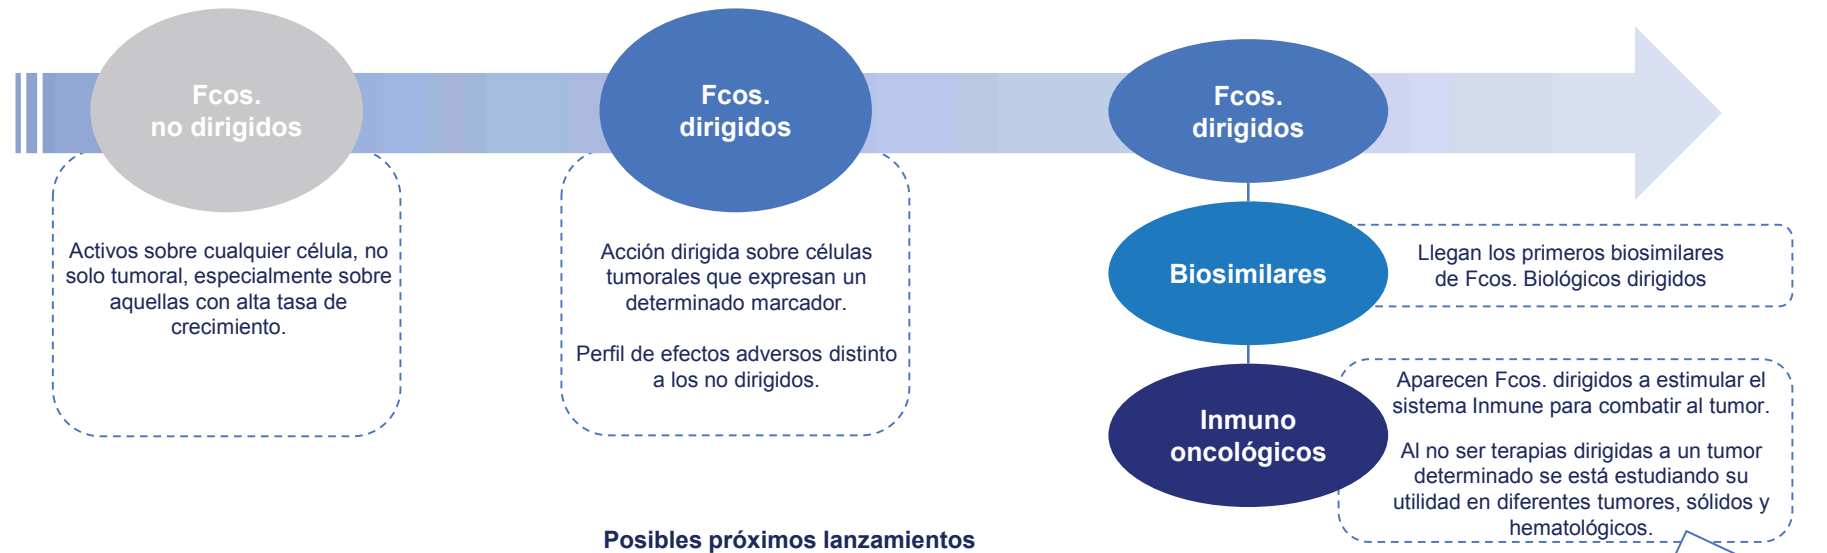 Fcos.
no dirigidos
Activos sobre cualquier célula, no
solo tumoral, especialmente sobre
aquellas con alta tasa de
crecimiento.
Fcos.
dirigidos
Acción dirigida sobre células
tumorales que expresan un
determinado marcador.
Perfil de efectos adversos distinto
a los no dirigidos.
Fcos.
dirigidos
Biosimilares
Llegan los primeros biosimilares
de Fcos. Biológicos dirigidos
Inmuno
oncológicos
Aparecen Fcos. dirigidos a estimular el
sistema Inmune para combatir al tumor.
Al no ser terapias dirigidas a un tumor
determinado se está estudiando su
utilidad en diferentes tumores, sólidos y
hematológicos.
Posibles próximos lanzamientos